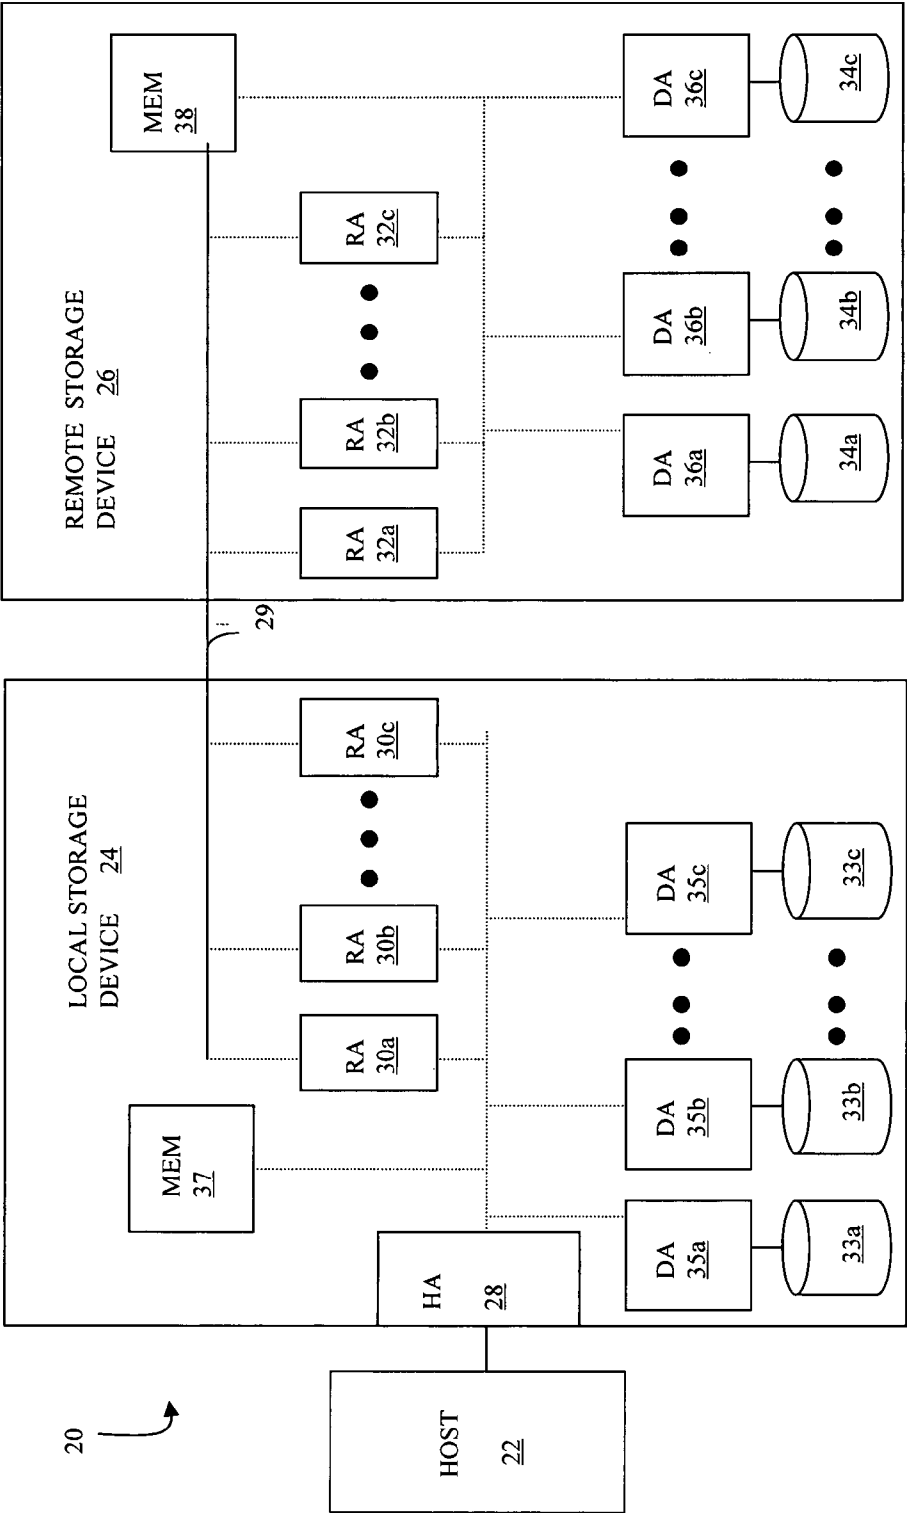 20
HOST
22
LOCAL STORAGE
DEVICE 24
HA
28
MEM
37
RA
30a
RA
30b
RA
30c
DA
35a
DA
35b
DA
35c
33a
33b
33c
29
REMOTE STORAGE
DEVICE 26
MEM
38
RA
32a
RA
32b
RA
32c
DA
36a
DA
36b
DA
36c
34a
34b
34c